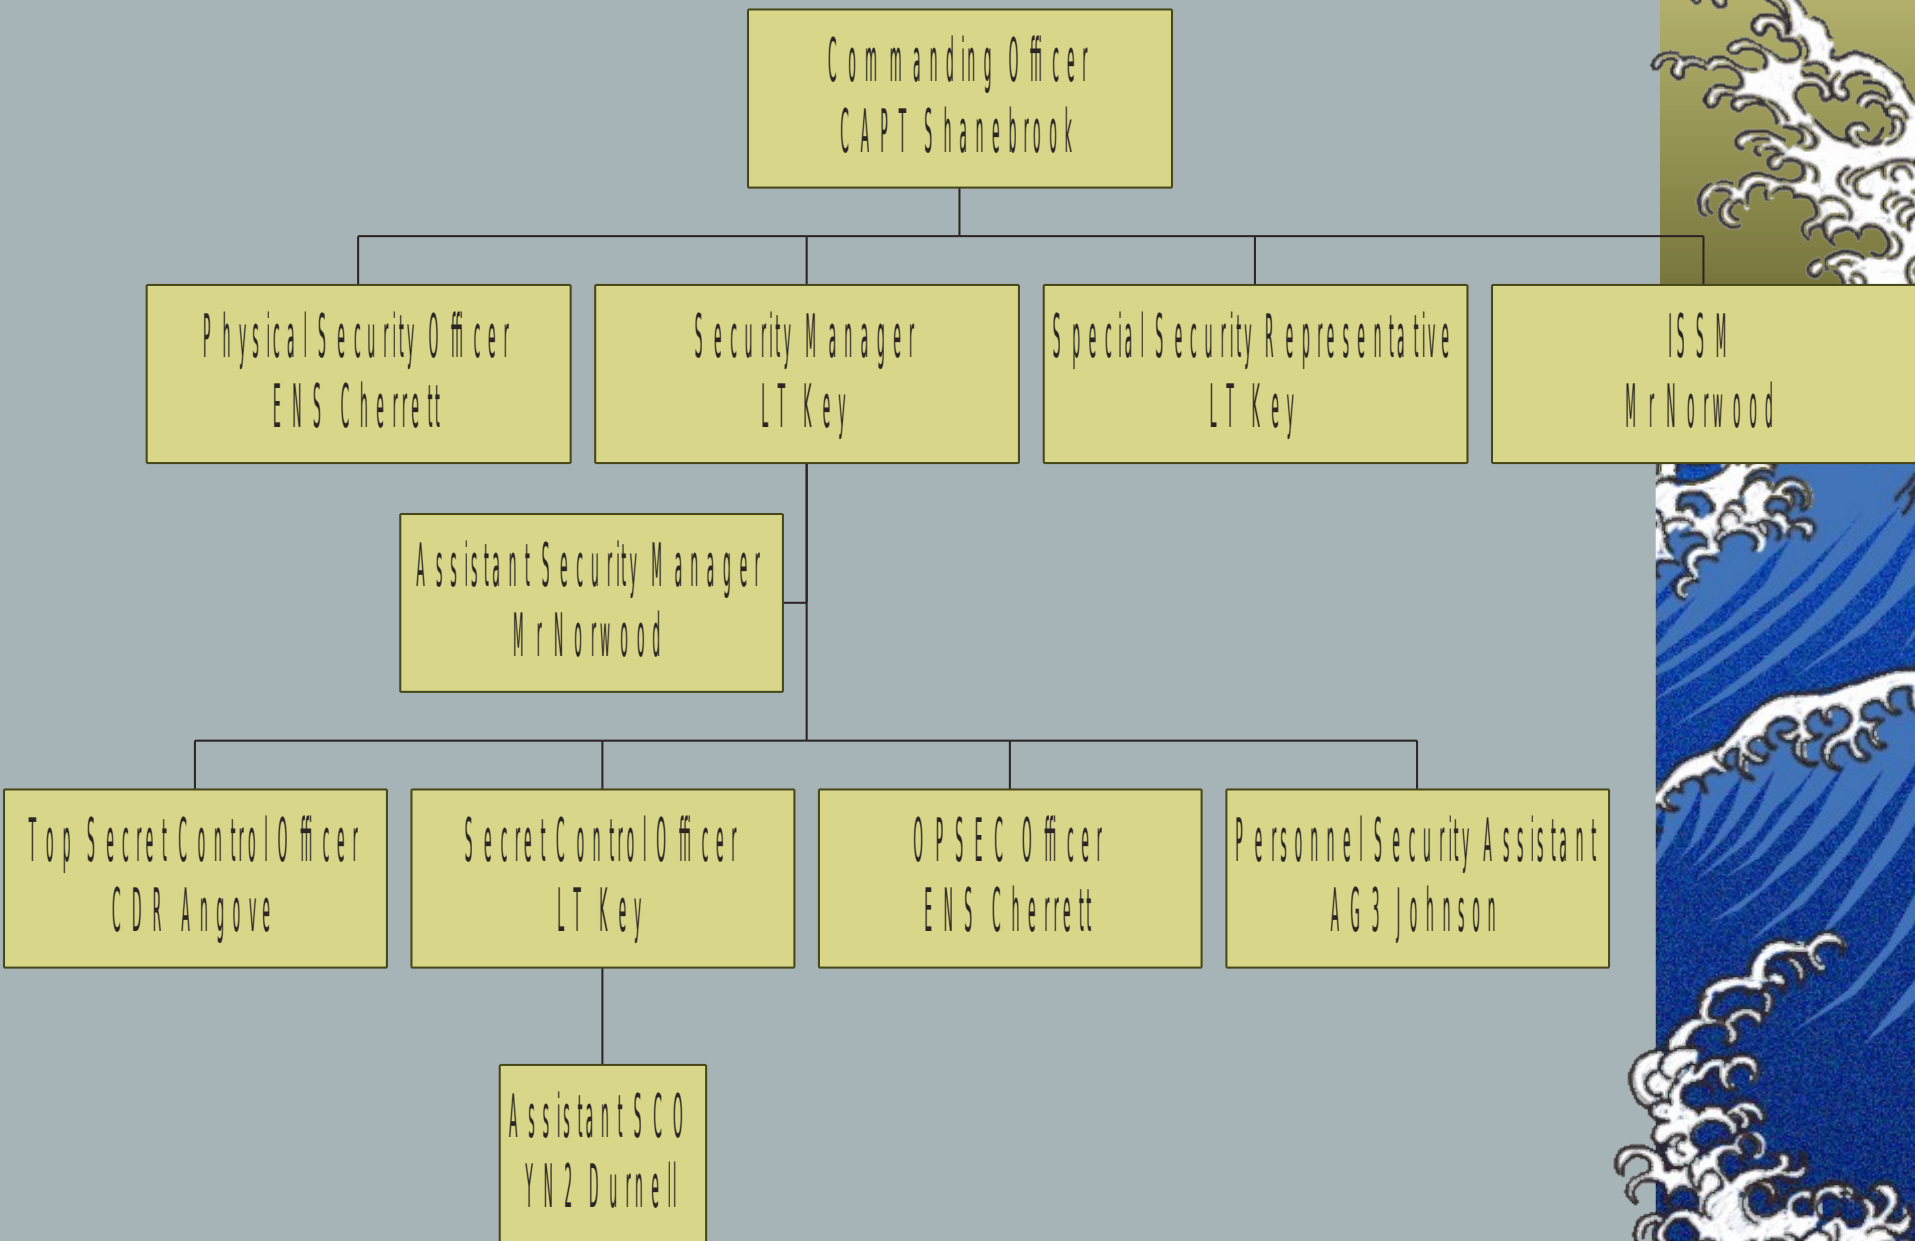 Commanding Officer
CAPT Shanebrook
Physical Security Officer
ENS Cherrett
Security Manager
LT Key
Special Security Representative
LT Key
ISSM
Mr Norwood
Assistant Security Manager
Mr Norwood
Top Secret Control Officer
CDR Angove
Secret Control Officer
LT Key
OPSEC Officer
ENS Cherrett
Personnel Security Assistant
AG3 Johnson
Assistant SCO
YN2 Durnell